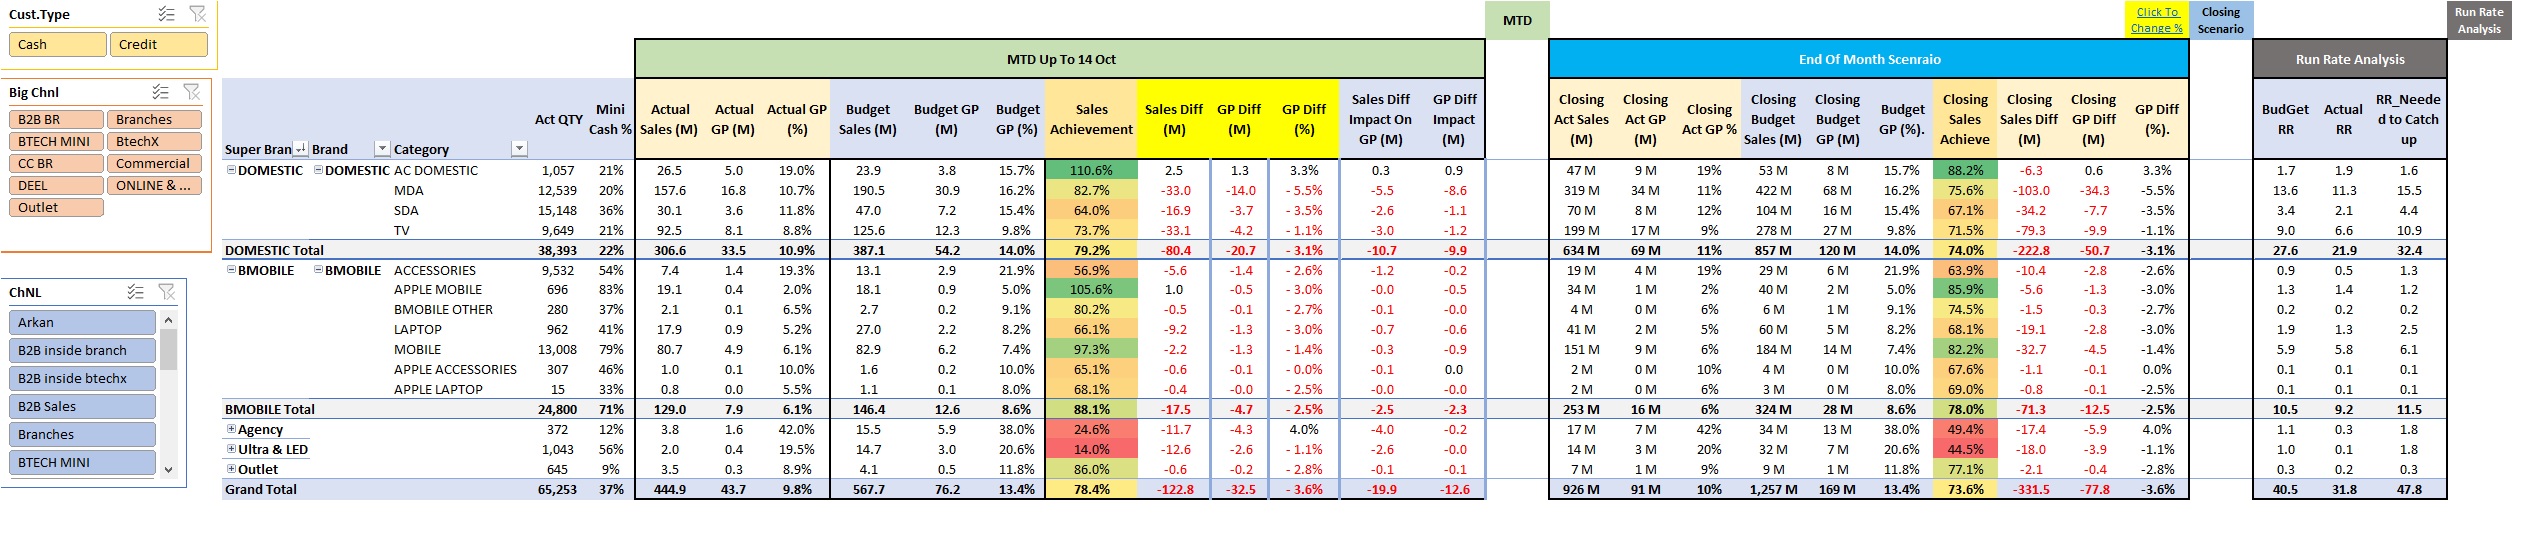 Cust.Type
Cash Credit
Big Chnl
B2B BR Branches
BTECH MINI BtechX
CC BR Commercial
DEEL ONLINE & ...
Outlet
ChNL
Arkan
B2B inside branch
B2B inside btechx
B2B Sales
Branches
BTECH MINI
MTD
Click To Change %
Closing Scenario
Run Rate Analysis
MTD Up To 14 Oct
End Of Month Scenraio
Run Rate Analysis
Super Bran Brand Category Act QTY Mini Cash % Actual Sales (M) Actual GP (M) Actual GP (%) Budget Sales (M) Budget GP (M) Budget GP (%) Sales Achievement Sales Diff (M) GP Diff (M) GP Diff (%) Sales Diff Impact On GP (M) GP Diff Impact (M) Closing Act Sales (M) Closing Act GP (M) Closing Act GP % Closing Budget Sales (M) Closing Budget GP (M) Budget GP (%). Closing Sales Achieve Closing Sales Diff (M) Closing GP Diff (M) GP Diff (%). BudGet RR Actual RR RR_Neede d to Catch up
DOMESTIC DOMESTIC AC DOMESTIC 1,057 21% 26.5 5.0 19.0% 23.9 3.8 15.7% 110.6% 2.5 1.3 3.3% 0.3 0.9 47 M 9 M 19% 53 M 8 M 15.7% 88.2% -6.3 0.6 3.3% 1.7 1.9 1.6
MDA 12,539 20% 157.6 16.8 10.7% 190.5 30.9 16.2% 82.7% -33.0 -14.0 - 5.5% -5.5 -8.6 319 M 34 M 11% 422 M 68 M 16.2% 75.6% -103.0 -34.3 -5.5% 13.6 11.3 15.5
SDA 15,148 36% 30.1 3.6 11.8% 47.0 7.2 15.4% 64.0% -16.9 -3.7 - 3.5% -2.6 -1.1 70 M 8 M 12% 104 M 16 M 15.4% 67.1% -34.2 -7.7 -3.5% 3.4 2.1 4.4
TV 9,649 21% 92.5 8.1 8.8% 125.6 12.3 9.8% 73.7% -33.1 -4.2 - 1.1% -3.0 -1.2 199 M 17 M 9% 278 M 27 M 9.8% 71.5% -79.3 -9.9 -1.1% 9.0 6.6 10.9
DOMESTIC Total 38,393 22% 306.6 33.5 10.9% 387.1 54.2 14.0% 79.2% -80.4 -20.7 - 3.1% -10.7 -9.9 634 M 69 M 11% 857 M 120 M 14.0% 74.0% -222.8 -50.7 -3.1% 27.6 21.9 32.4
BMOBILE BMOBILE ACCESSORIES 9,532 54% 7.4 1.4 19.3% 13.1 2.9 21.9% 56.9% -5.6 -1.4 - 2.6% -1.2 -0.2 19 M 4 M 19% 29 M 6 M 21.9% 63.9% -10.4 -2.8 -2.6% 0.9 0.5 1.3
APPLE MOBILE 696 83% 19.1 0.4 2.0% 18.1 0.9 5.0% 105.6% 1.0 -0.5 - 3.0% -0.0 -0.5 34 M 1 M 2% 40 M 2 M 5.0% 85.9% -5.6 -1.3 -3.0% 1.3 1.4 1.2
BMOBILE OTHER 280 37% 2.1 0.1 6.5% 2.7 0.2 9.1% 80.2% -0.5 -0.1 - 2.7% -0.1 -0.0 4 M 0 M 6% 6 M 1 M 9.1% 74.5% -1.5 -0.3 -2.7% 0.2 0.2 0.2
LAPTOP 962 41% 17.9 0.9 5.2% 27.0 2.2 8.2% 66.1% -9.2 -1.3 - 3.0% -0.7 -0.6 41 M 2 M 5% 60 M 5 M 8.2% 68.1% -19.1 -2.8 -3.0% 1.9 1.3 2.5
MOBILE 13,008 79% 80.7 4.9 6.1% 82.9 6.2 7.4% 97.3% -2.2 -1.3 - 1.4% -0.3 -0.9 151 M 9 M 6% 184 M 14 M 7.4% 82.2% -32.7 -4.5 -1.4% 5.9 5.8 6.1
APPLE ACCESSORIES 307 46% 1.0 0.1 10.0% 1.6 0.2 10.0% 65.1% -0.6 -0.1 - 0.0% -0.1 0.0 2 M 0 M 10% 4 M 0 M 10.0% 67.6% -1.1 -0.1 0.0% 0.1 0.1 0.1
APPLE LAPTOP 15 33% 0.8 0.0 5.5% 1.1 0.1 8.0% 68.1% -0.4 -0.0 - 2.5% -0.0 -0.0 2 M 0 M 6% 3 M 0 M 8.0% 69.0% -0.8 -0.1 -2.5% 0.1 0.1 0.1
BMOBILE Total 24,800 71% 129.0 7.9 6.1% 146.4 12.6 8.6% 88.1% -17.5 -4.7 - 2.5% -2.5 -2.3 253 M 16 M 6% 324 M 28 M 8.6% 78.0% -71.3 -12.5 -2.5% 10.5 9.2 11.5
Agency 372 12% 3.8 1.6 42.0% 15.5 5.9 38.0% 24.6% -11.7 -4.3 4.0% -4.0 -0.2 17 M 7 M 42% 34 M 13 M 38.0% 49.4% -17.4 -5.9 4.0% 1.1 0.3 1.8
Ultra & LED 1,043 56% 2.0 0.4 19.5% 14.7 3.0 20.6% 14.0% -12.6 -2.6 - 1.1% -2.6 -0.0 14 M 3 M 20% 32 M 7 M 20.6% 44.5% -18.0 -3.9 -1.1% 1.0 0.1 1.8
Outlet 645 9% 3.5 0.3 8.9% 4.1 0.5 11.8% 86.0% -0.6 -0.2 - 2.8% -0.1 -0.1 7 M 1 M 9% 9 M 1 M 11.8% 77.1% -2.1 -0.4 -2.8% 0.3 0.2 0.3
Grand Total 65,253 37% 444.9 43.7 9.8% 567.7 76.2 13.4% 78.4% -122.8 -32.5 - 3.6% -19.9 -12.6 926 M 91 M 10% 1,257 M 169 M 13.4% 73.6% -331.5 -77.8 -3.6% 40.5 31.8 47.8